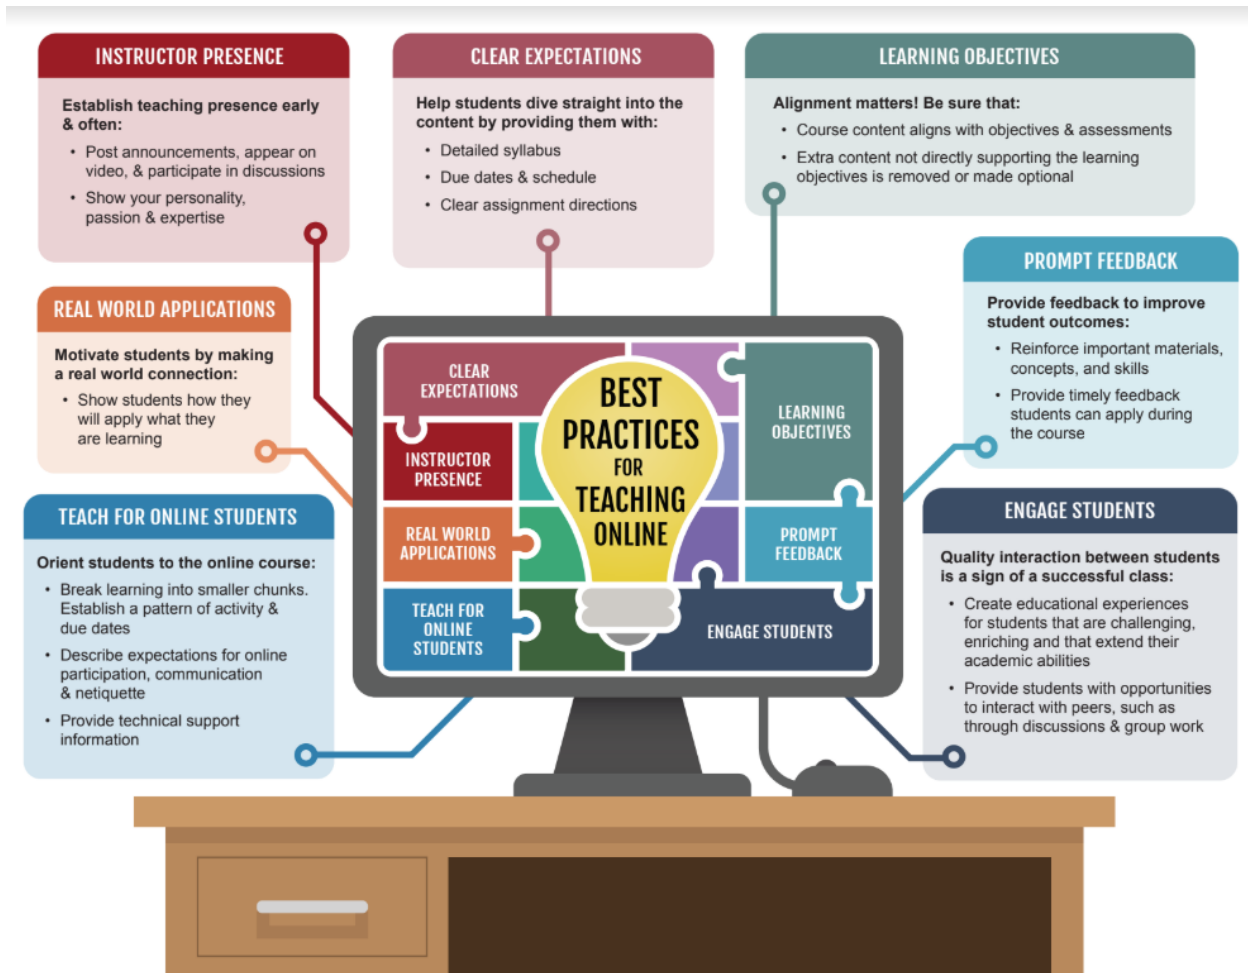 INSTRUCTOR PRESENCE
Establish teaching presence early
& often:
• Post announcements, appear on
video, & participate in discussions
• Show your personality,
passion & expertise
CLEAR EXPECTATIONS
Help students dive straight into the
content by providing them with:
• Detailed syllabus
• Due dates & schedule
• Clear assignment directions
LEARNING OBJECTIVES
Alignment matters! Be sure that:
• Course content aligns with objectives & assessments
• Extra content not directly supporting the learning
objectives is removed or made optional
REAL WORLD APPLICATIONS
Motivate students by making
a real world connection:
• Show students how they
will apply what they
are learning
PROMPT FEEDBACK
Provide feedback to improve
student outcomes:
• Reinforce important materials,
concepts, and skills
• Provide timely feedback
students can apply during
the course
TEACH FOR ONLINE STUDENTS
Orient students to the online course:
• Break learning into smaller chunks.
Establish a pattern of activity &
due dates
• Describe expectations for online
participation, communication
& netiquette
• Provide technical support
information
ENGAGE STUDENTS
Quality interaction between students
is a sign of a successful class:
• Create educational experiences
for students that are challenging,
enriching and that extend their
academic abilities
• Provide students with opportunities
to interact with peers, such as
through discussions & group work
CLEAR
EXPECTATIONS
INSTRUCTOR
PRESENCE
REAL WORLD
APPLICATIONS
TEACH FOR
ONLINE
STUDENTS
BEST
PRACTICES
FOR
TEACHING
ONLINE
LEARNING
OBJECTIVES
PROMPT
FEEDBACK
ENGAGE STUDENTS